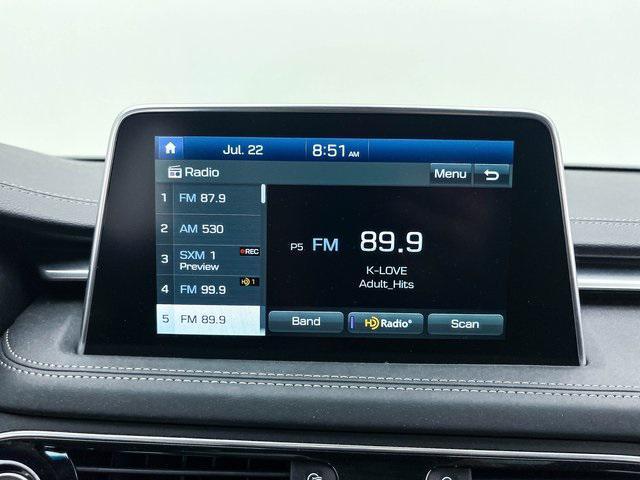 Jul. 22 8:51 AM
Radio Menu
1 FM 87.9
2 AM 530
3 SXM 1 REC
Preview
4 FM 99.9 HD 1
5 FM 89.9
P5 FM 89.9
K-LOVE
Adult_Hits
Band HD Radio® Scan